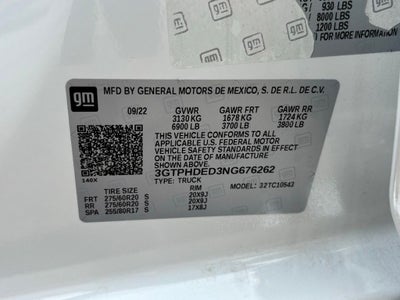 930 LBS
8000 LBS
1200 LBS
gm
MFD BY GENERAL MOTORS DE MEXICO, S. DE R.L. DE C.V.
09/22 GVWR GAWR FRT GAWR RR
3130 KG 1678 KG 1724 KG
6900 LB 3700 LB 3800 LB
THIS VEHICLE CONFORMS TO ALL
APPLICABLE U.S. FEDERAL MOTOR
VEHICLE SAFETY STANDARDS IN EFFECT ON
THE DATE OF MANUFACTURE SHOWN ABOVE.
3GTPHDED3NG676262
140X TYPE: TRUCK MODEL: 32TC10543
TIRE SIZE RIM
FRT 275/60R20 S 20X9J
RR 275/60R20 S 20X9J
SPA 255/80R17 S 17X8J